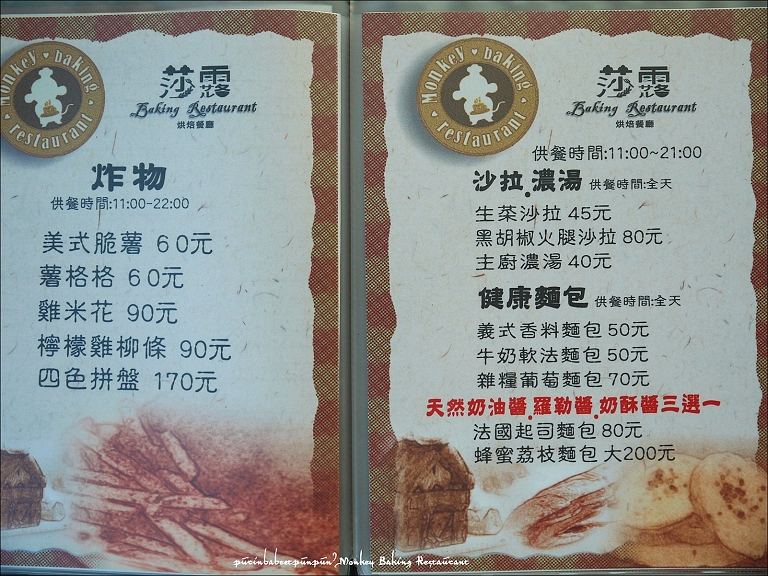 Monkey baking
restaurant
莎露
Baking Restaurant
烘焙餐廳
炸物
供餐時間:11:00~22:00
美式脆薯 60元
薯格格 60元
雞米花 90元
檸檬雞柳條 90元
四色拼盤 170元
Monkey baking
restaurant
莎露
Baking Restaurant
烘焙餐廳
供餐時間:11:00~21:00
沙拉.濃湯 供餐時間:全天
生菜沙拉 45元
黑胡椒火腿沙拉 80元
主廚濃湯 40元
健康麵包 供餐時間:全天
義式香料麵包 50元
牛奶軟法麵包 50元
雜糧葡萄麵包 70元
天然奶油醬.羅勒醬.奶酥醬三選一
法國起司麵包 80元
蜂蜜荔枝麵包 大200元
Monkey Baking Restaurant